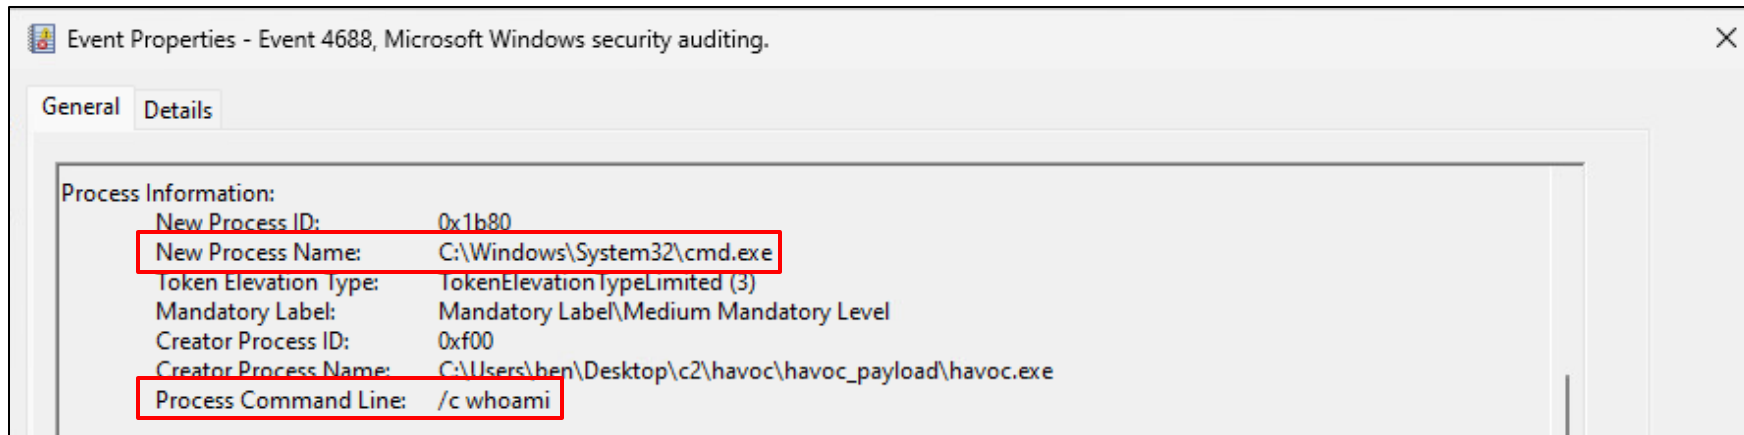 Event Properties - Event 4688, Microsoft Windows security auditing.
General Details
Process Information:
New Process ID: 0x1b80
New Process Name: C:\Windows\System32\cmd.exe
Token Elevation Type: TokenElevationTypeLimited (3)
Mandatory Label: Mandatory Label\Medium Mandatory Level
Creator Process ID: 0xf00
Creator Process Name: C:\Users\ben\Desktop\c2\havoc\havoc_payload\havoc.exe
Process Command Line: /c whoami